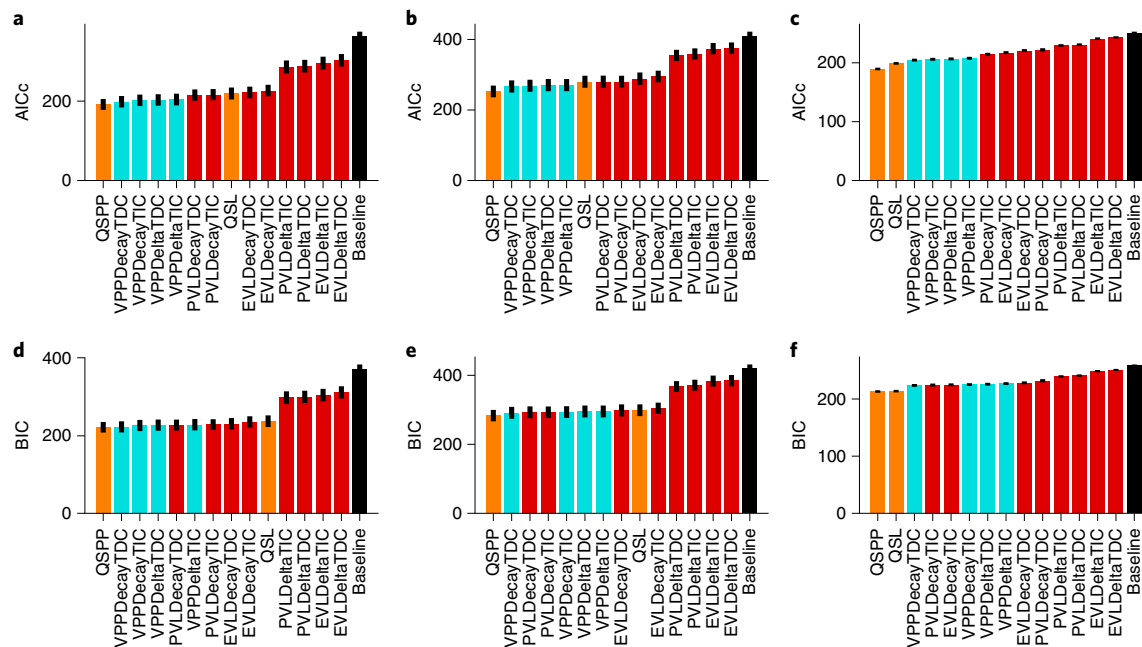 a
AICc
200
0
QSPP
VPPDecayTDC
VPPDecayTIC
VPPDeltaTDC
VPPDeltaTIC
PVLDecayTDC
PVLDecayTIC
QSL
EVLDecayTDC
EVLDecayTIC
PVLDeltaTIC
PVLDeltaTDC
EVLDeltaTIC
EVLDeltaTDC
Baseline
b
AICc
400
200
0
QSPP
VPPDecayTDC
VPPDecayTIC
VPPDeltaTDC
VPPDeltaTIC
QSL
PVLDecayTDC
PVLDecayTIC
EVLDecayTDC
EVLDecayTIC
PVLDeltaTDC
PVLDeltaTIC
EVLDeltaTIC
EVLDeltaTDC
Baseline
c
AICc
200
100
0
QSPP
QSL
VPPDecayTDC
VPPDecayTIC
VPPDeltaTDC
VPPDeltaTIC
PVLDecayTIC
EVLDecayTIC
EVLDecayTDC
PVLDecayTDC
PVLDeltaTIC
PVLDeltaTDC
EVLDeltaTIC
EVLDeltaTDC
Baseline
d
BIC
400
200
0
QSPP
VPPDecayTDC
VPPDecayTIC
VPPDeltaTDC
PVLDecayTDC
VPPDeltaTIC
PVLDecayTIC
EVLDecayTDC
EVLDecayTIC
QSL
PVLDeltaTIC
PVLDeltaTDC
EVLDeltaTIC
EVLDeltaTDC
Baseline
e
BIC
400
200
0
QSPP
VPPDecayTDC
PVLDecayTDC
PVLDecayTIC
VPPDecayTIC
VPPDeltaTDC
VPPDeltaTIC
EVLDecayTDC
QSL
EVLDecayTIC
PVLDeltaTDC
PVLDeltaTIC
EVLDeltaTIC
EVLDeltaTDC
Baseline
f
BIC
200
100
0
QSPP
QSL
VPPDecayTDC
PVLDecayTIC
EVLDecayTIC
VPPDecayTIC
VPPDeltaTDC
VPPDeltaTIC
EVLDecayTDC
PVLDecayTDC
PVLDeltaTIC
PVLDeltaTDC
EVLDeltaTIC
EVLDeltaTDC
Baseline